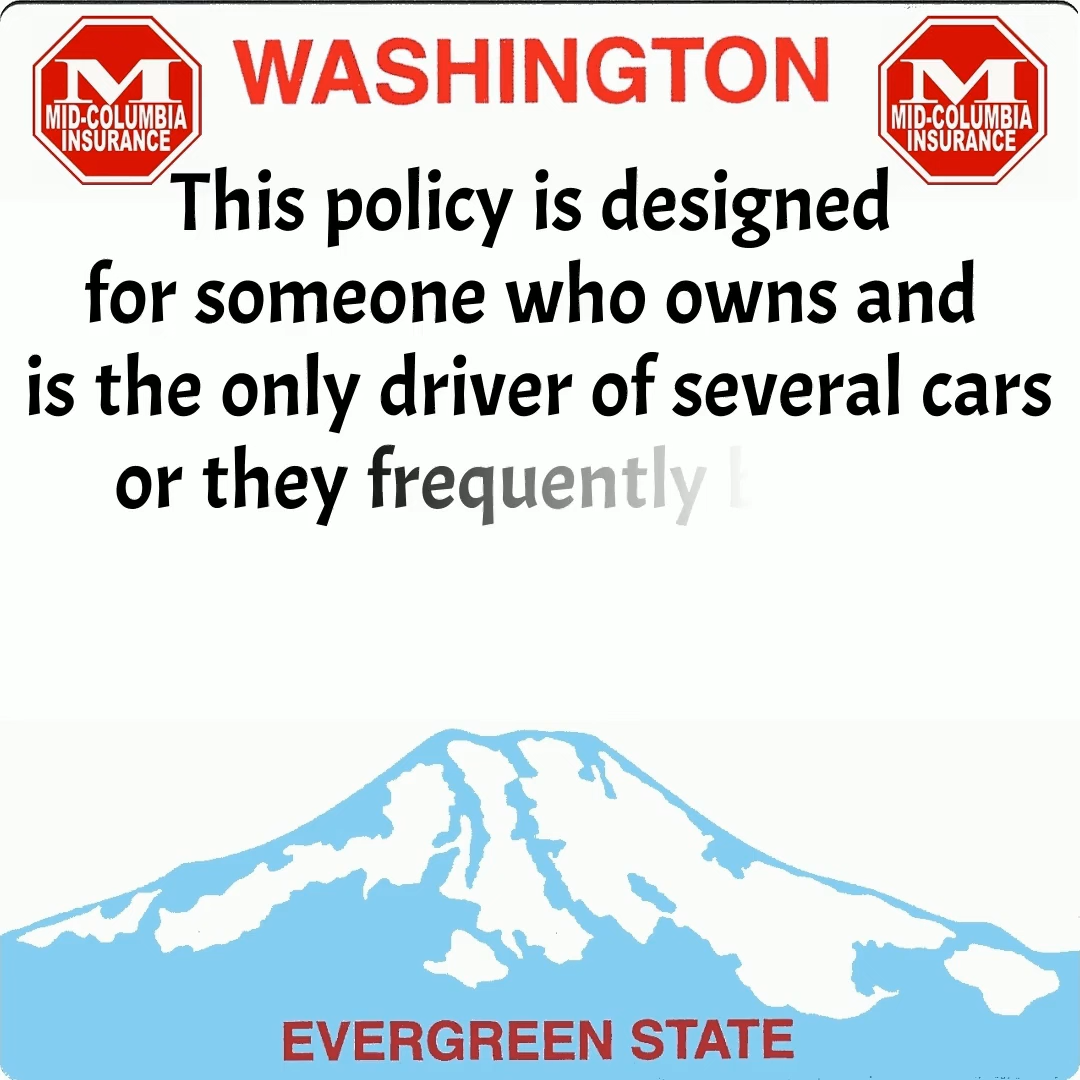 M
MID-COLUMBIA
INSURANCE
WASHINGTON
M
MID-COLUMBIA
INSURANCE
This policy is designed
for someone who owns and
is the only driver of several cars
or they frequently
EVERGREEN STATE